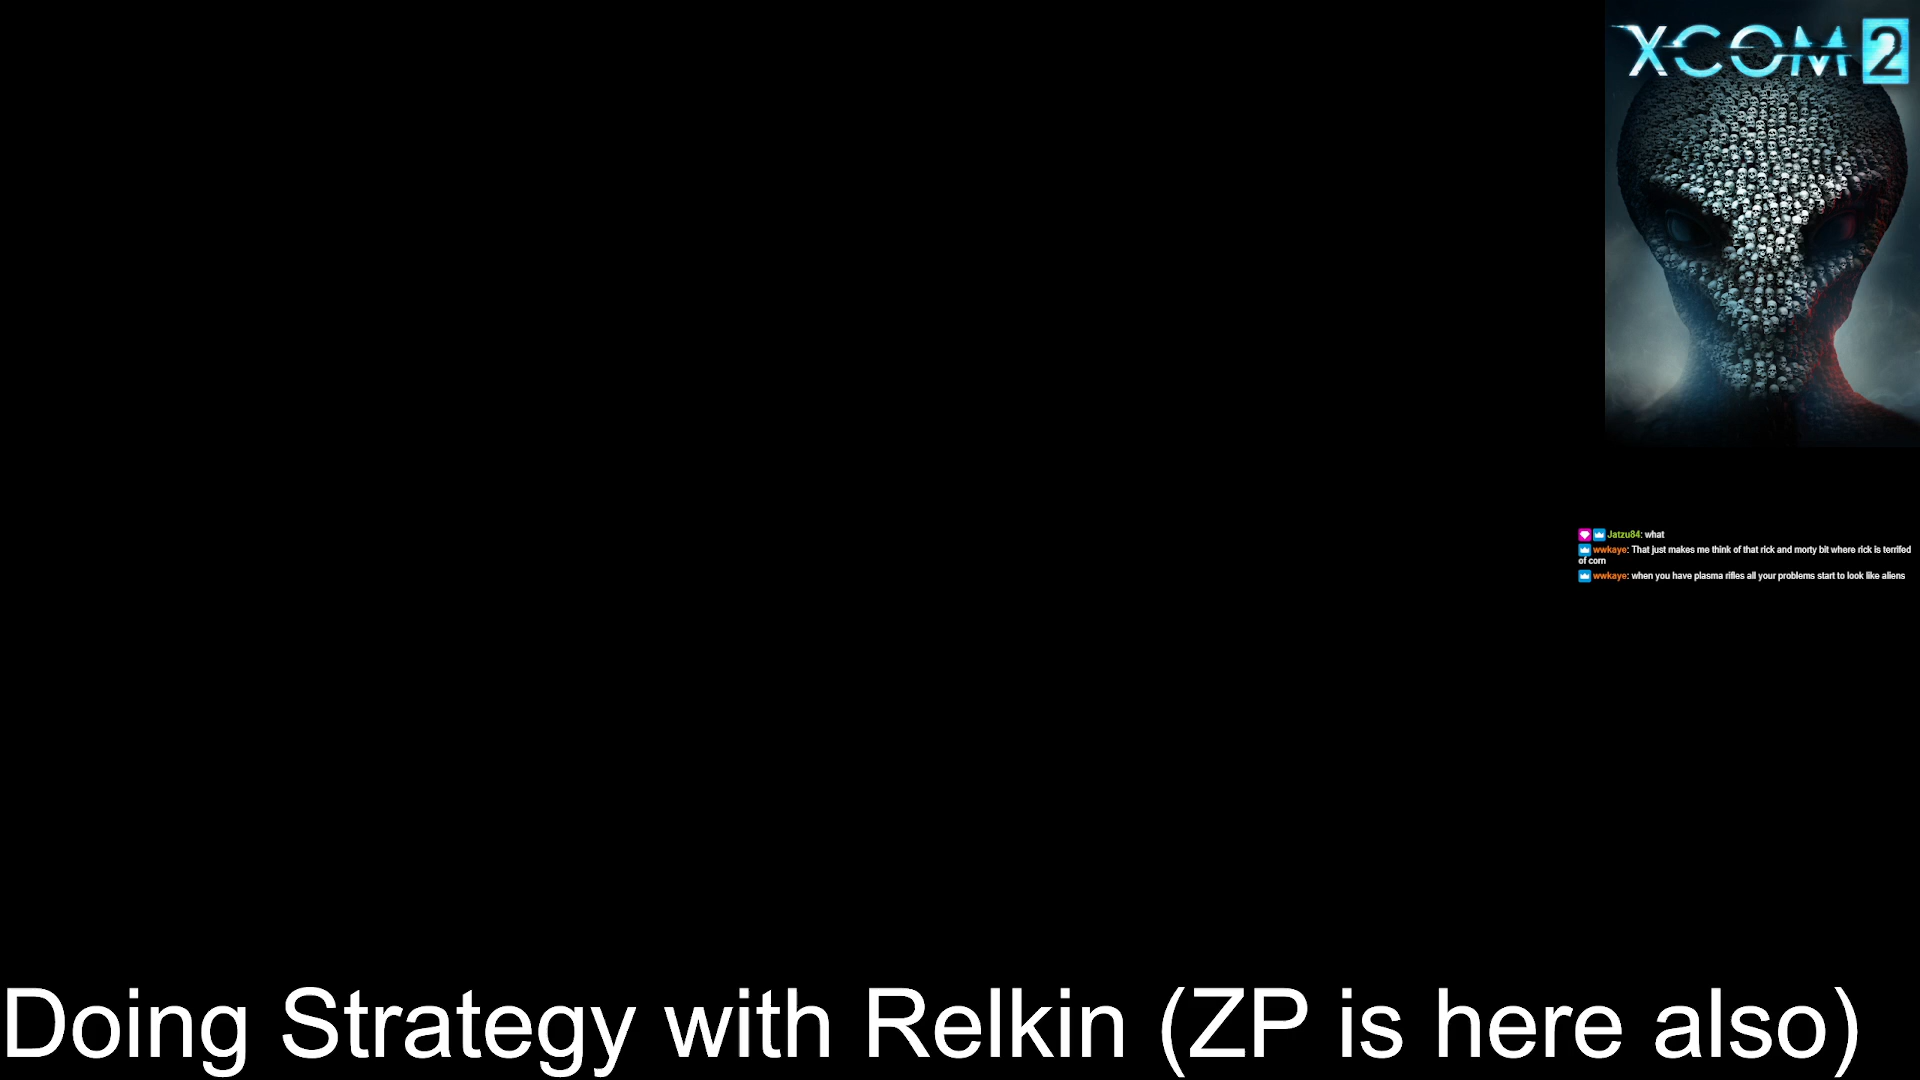 XCOM 2
Jatzu84: what
wwkaye: That just makes me think of that rick and morty bit where rick is terrifed
of corn
wwkaye: when you have plasma rifles all your problems start to look like aliens
Doing Strategy with Relkin (ZP is here also)